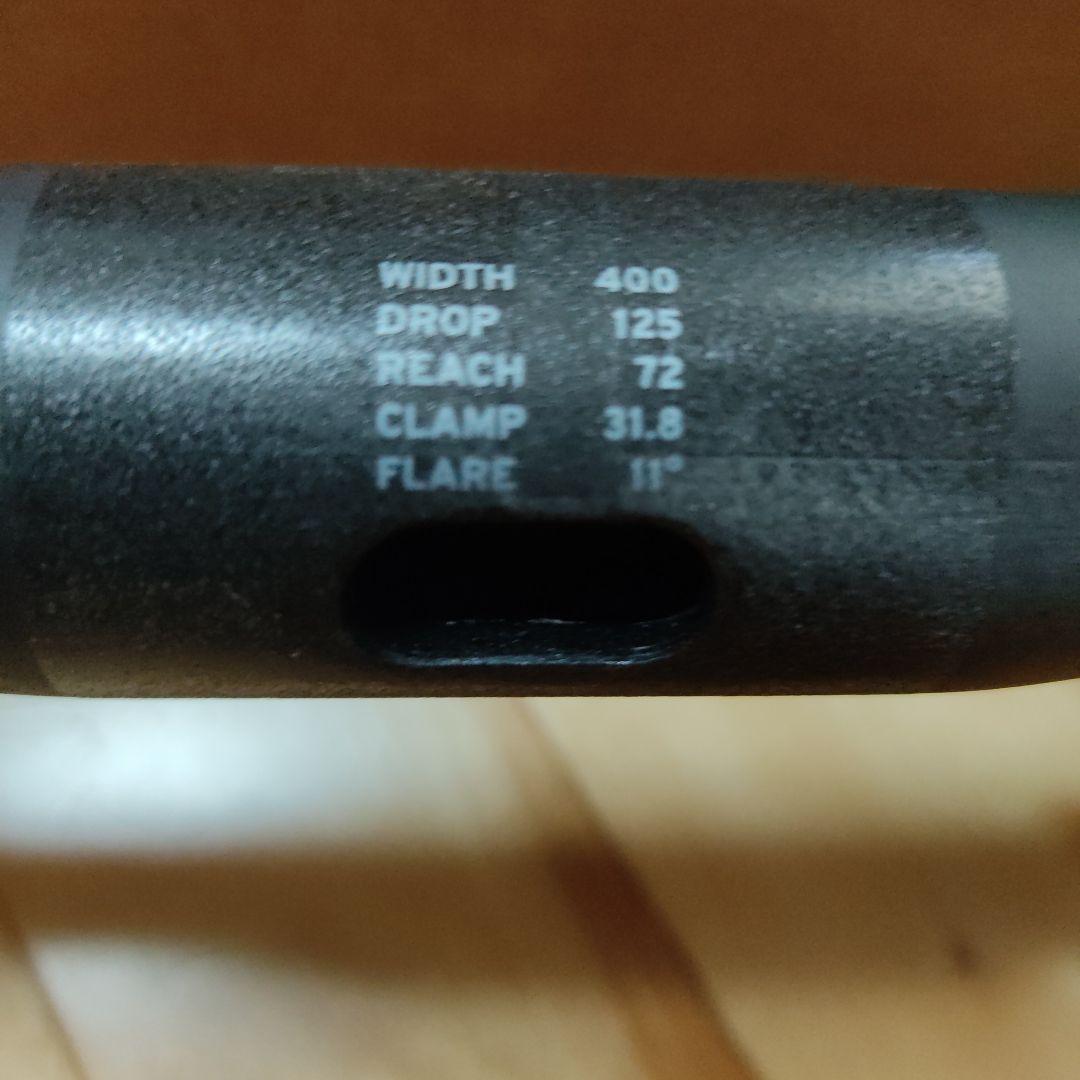 WIDTH 400
DROP 125
REACH 72
CLAMP 31.8
FLARE 11°